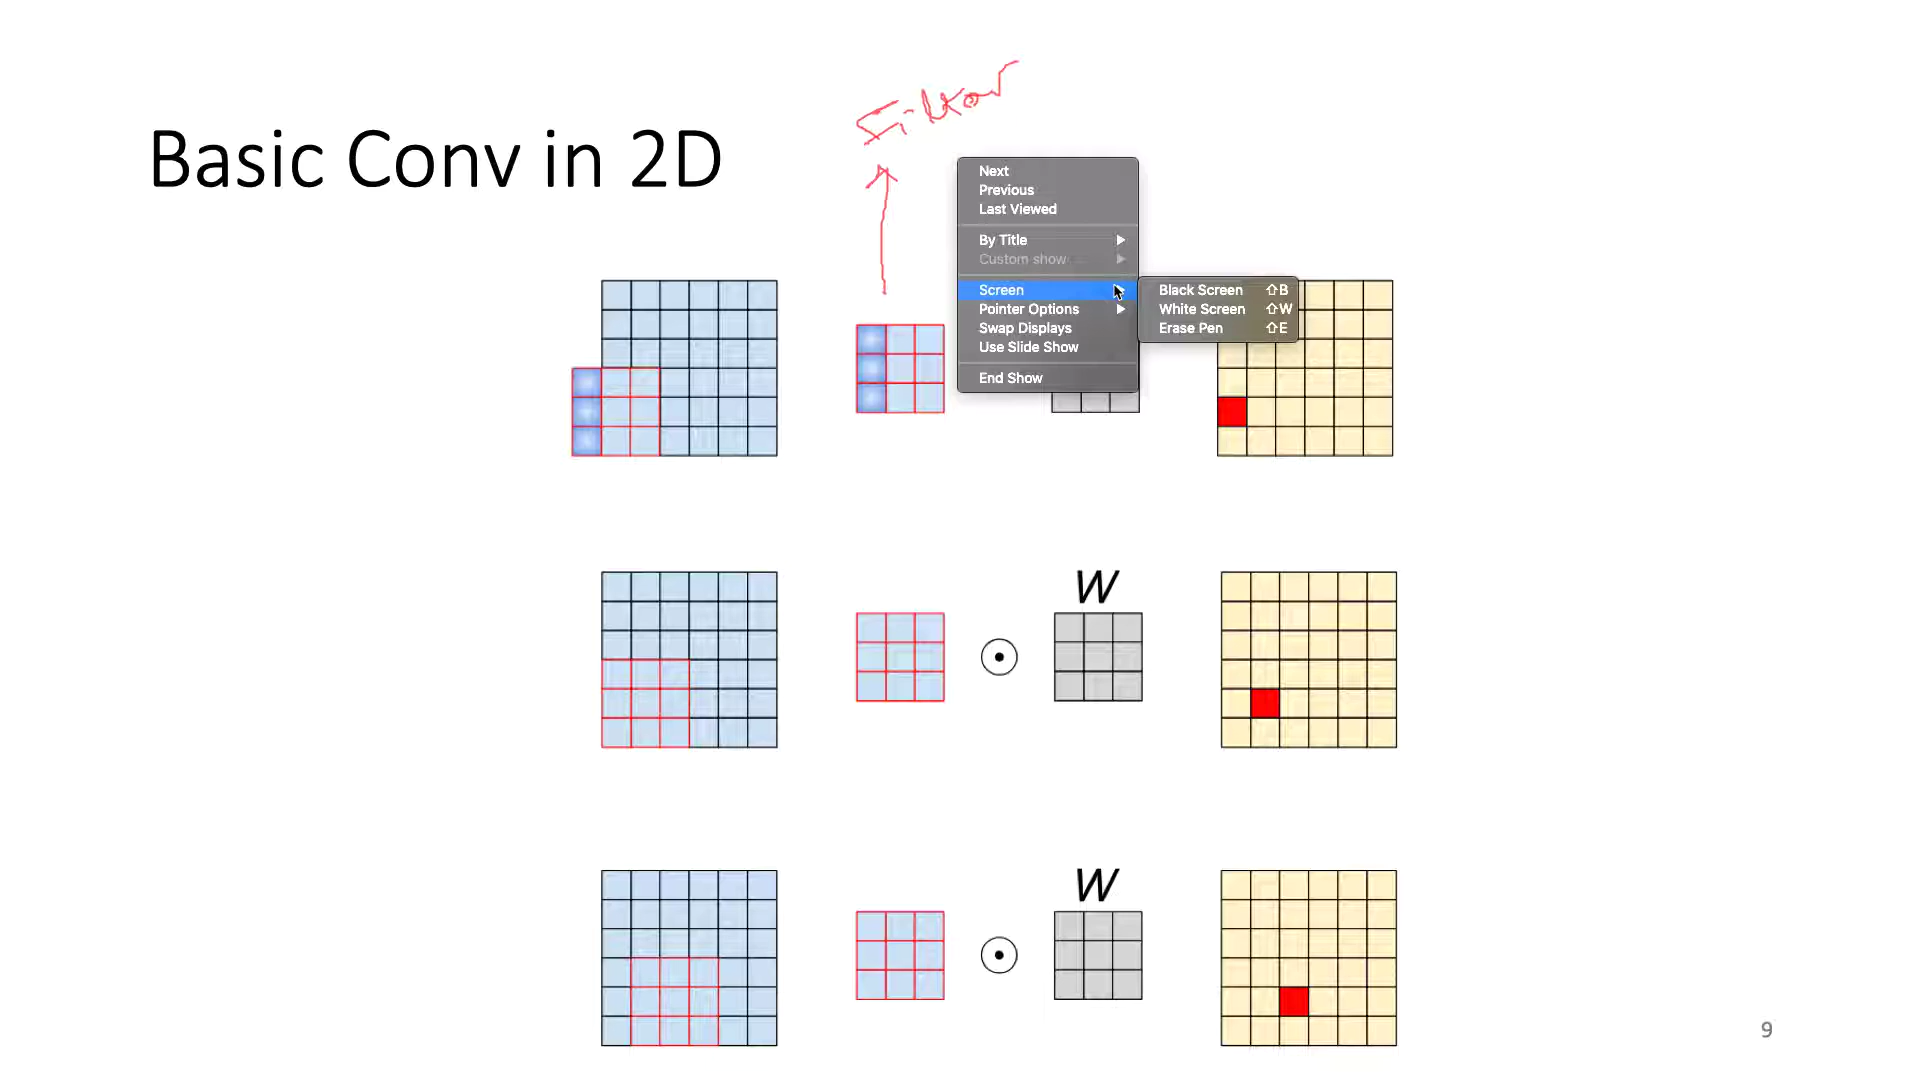 Filter
Basic Conv in 2D
Next
Previous
Last Viewed
By Title
Custom show
Screen
Pointer Options
Swap Displays
Use Slide Show
End Show
Black Screen ⇧B
White Screen ⇧W
Erase Pen ⇧E
W
W
9